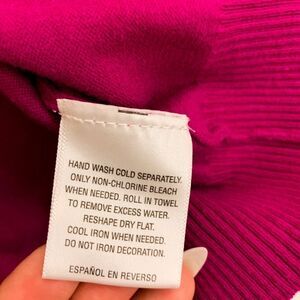 HAND WASH COLD SEPARATELY.
ONLY NON-CHLORINE BLEACH
WHEN NEEDED. ROLL IN TOWEL
TO REMOVE EXCESS WATER.
RESHAPE DRY FLAT.
COOL IRON WHEN NEEDED.
DO NOT IRON DECORATION.
ESPAÑOL EN REVERSO